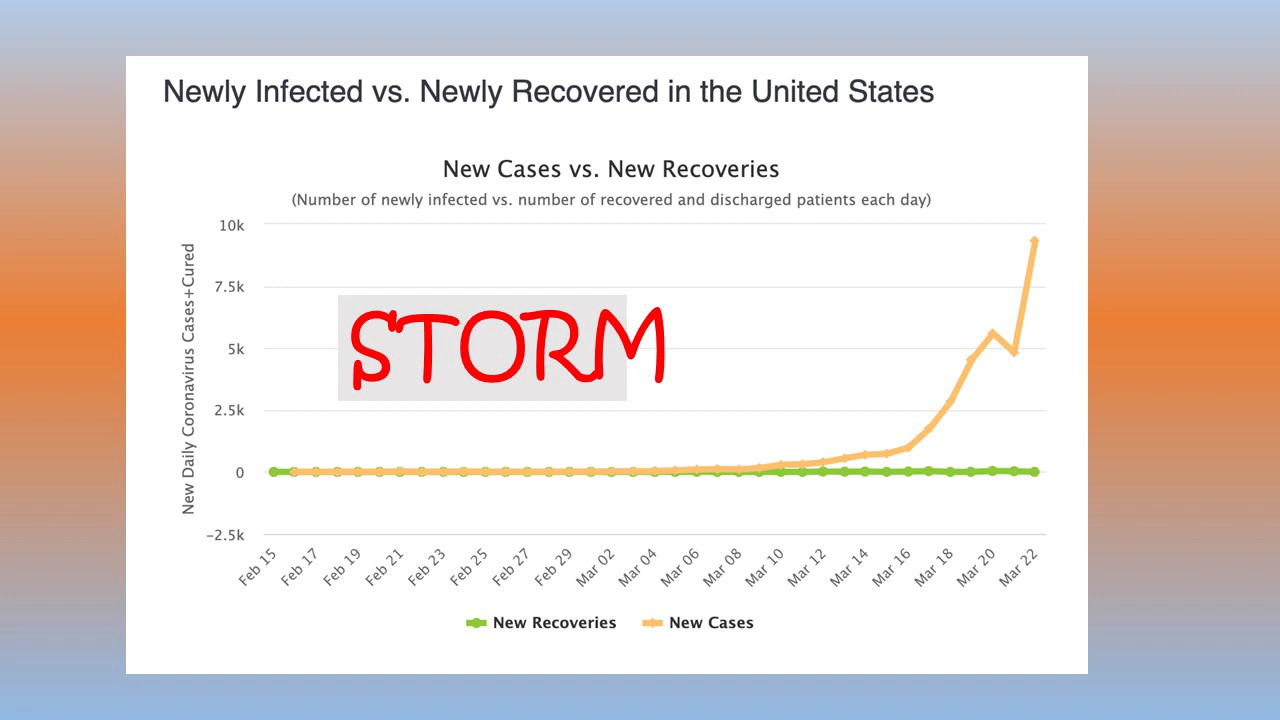 Newly Infected vs. Newly Recovered in the United States
New Cases vs. New Recoveries
(Number of newly infected vs. number of recovered and discharged patients each day)
New Daily Coronavirus Cases+Cured
10k
7.5k
5k
2.5k
0
−2.5k
STORM
Feb 15
Feb 17
Feb 19
Feb 21
Feb 23
Feb 25
Feb 27
Feb 29
Mar 02
Mar 04
Mar 06
Mar 08
Mar 10
Mar 12
Mar 14
Mar 16
Mar 18
Mar 20
Mar 22
New Recoveries
New Cases